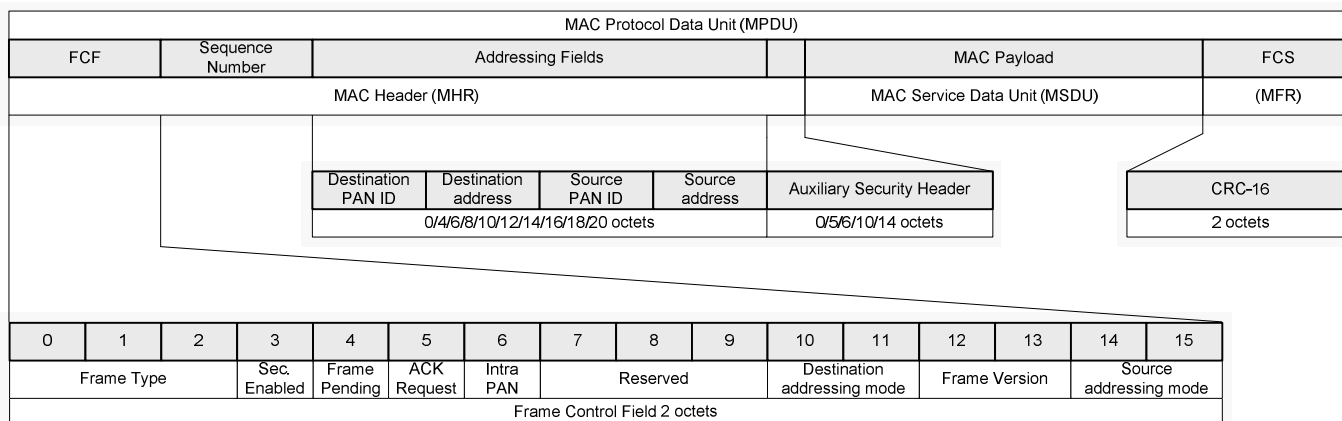 MAC Protocol Data Unit (MPDU)
FCF
Sequence
Number
Addressing Fields
MAC Payload
FCS
MAC Header (MHR)
MAC Service Data Unit (MSDU)
(MFR)
Destination
PAN ID
Destination
address
Source
PAN ID
Source
address
Auxiliary Security Header
CRC-16
0/4/6/8/10/12/14/16/18/20 octets
0/5/6/10/14 octets
2 octets
0 1 2 3 4 5 6 7 8 9 10 11 12 13 14 15
Frame Type
Sec.
Enabled
Frame
Pending
ACK
Request
Intra
PAN
Reserved
Destination
addressing mode
Frame Version
Source
addressing mode
Frame Control Field 2 octets